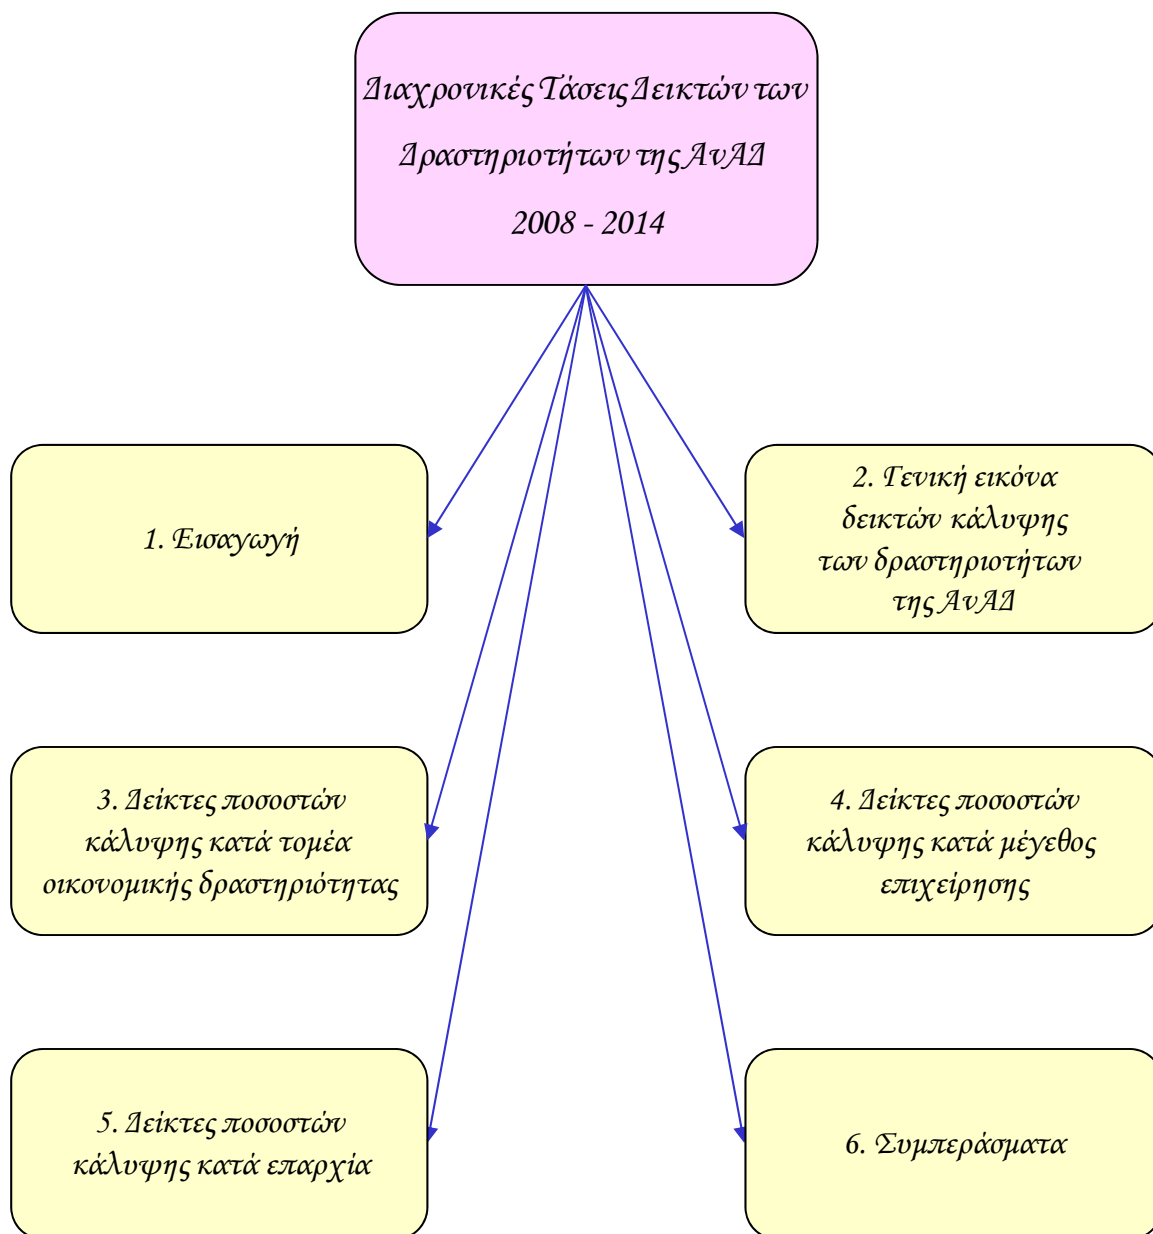 Διαχρονικές Τάσεις Δεικτών των
Δραστηριοτήτων της ΑνΑΔ
2008 - 2014
1. Εισαγωγή
2. Γενική εικόνα
δεικτών κάλυψης
των δραστηριοτήτων
της ΑνΑΔ
3. Δείκτες ποσοστών
κάλυψης κατά τομέα
οικονομικής δραστηριότητας
4. Δείκτες ποσοστών
κάλυψης κατά μέγεθος
επιχείρησης
5. Δείκτες ποσοστών
κάλυψης κατά επαρχία
6. Συμπεράσματα